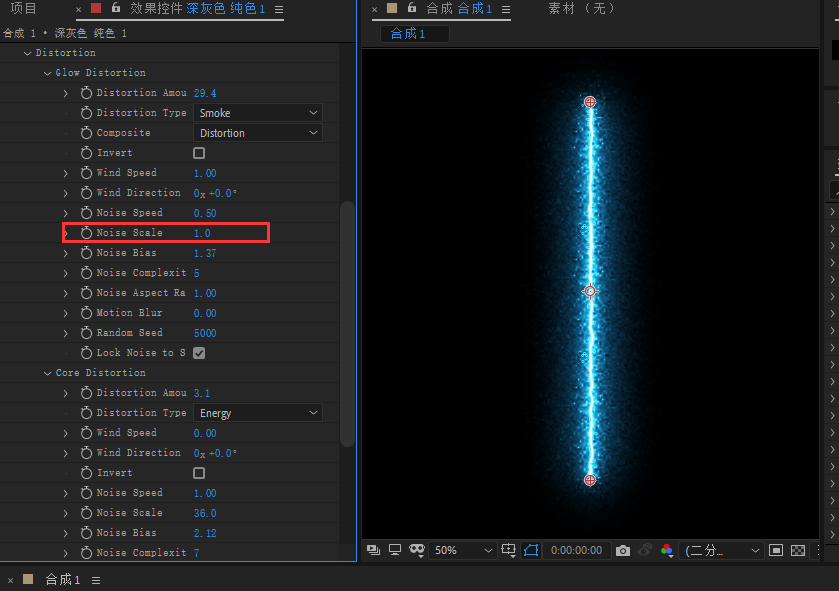 项目
× 效果控件 深灰色 纯色 1 ☰
× 合成 合成 1 ☰
素材 (无)
合成 1 • 深灰色 纯色 1
合成 1
Distortion
Glow Distortion
Distortion Amou 29.4
Distortion Type Smoke
Composite Distortion
Invert
Wind Speed 1.00
Wind Direction 0x +0.0°
Noise Speed 0.50
Noise Scale 1.0
Noise Bias 1.37
Noise Complexit 5
Noise Aspect Ra 1.00
Motion Blur 0.00
Random Seed 5000
Lock Noise to S
Core Distortion
Distortion Amou 3.1
Distortion Type Energy
Wind Speed 0.00
Wind Direction 0x +0.0°
Invert
Noise Speed 1.00
Noise Scale 36.0
Noise Bias 2.12
Noise Complexit 7
50%
0:00:00:00
(二分...
× 合成 1 ☰